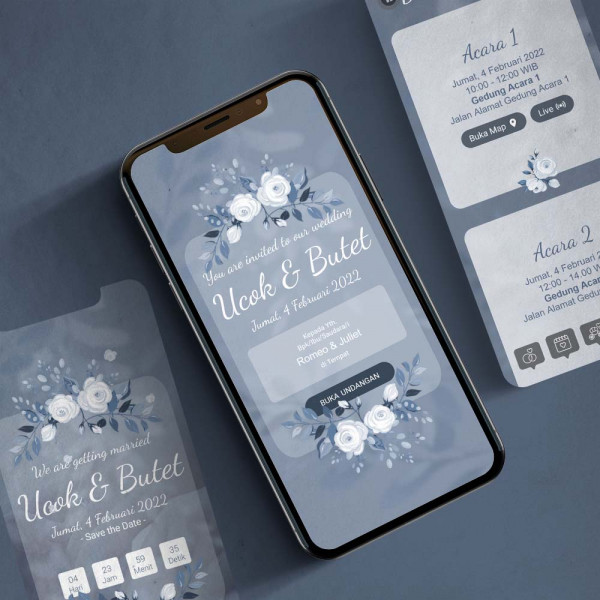 You are invited to our wedding
Ucok & Butet
Jumat, 4 Februari 2022
Kepada Yth.
Bpk/Ibu/Saudara/i
Romeo & Juliet
di Tempat
BUKA UNDANGAN
We are getting married
Ucok & Butet
Jumat, 4 Februari 2022
- Save the Date -
04 23 59 35
Hari Jam Menit Detik
Acara 1
Jumat, 4 Februari 2022
10:00 - 12:00 WIB
Gedung Acara 1
Jalan Alamat Gedung Acara 1
Buka Map Live
Acara 2
Jumat, 4 Februari 2022
12:00 - 14.00 WIB
Gedung Acara
Jalan Alamat Gedung